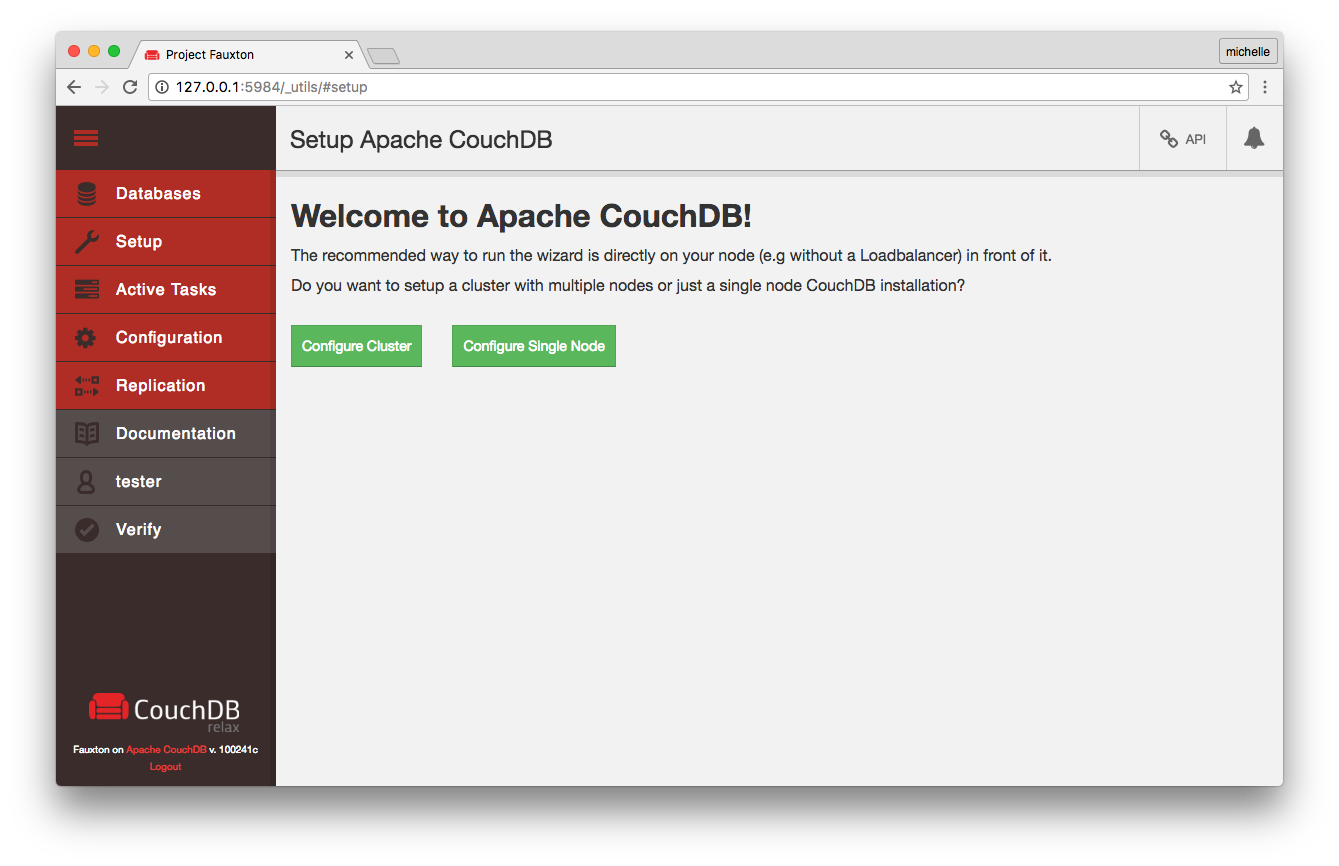 Project Fauxton
michelle
127.0.0.1:5984/_utils/#setup
Setup Apache CouchDB
API
Databases
Setup
Active Tasks
Configuration
Replication
Documentation
tester
Verify
Welcome to Apache CouchDB!
The recommended way to run the wizard is directly on your node (e.g without a Loadbalancer) in front of it.
Do you want to setup a cluster with multiple nodes or just a single node CouchDB installation?
Configure Cluster
Configure Single Node
CouchDB
relax
Fauxton on Apache CouchDB v. 100241c
Logout